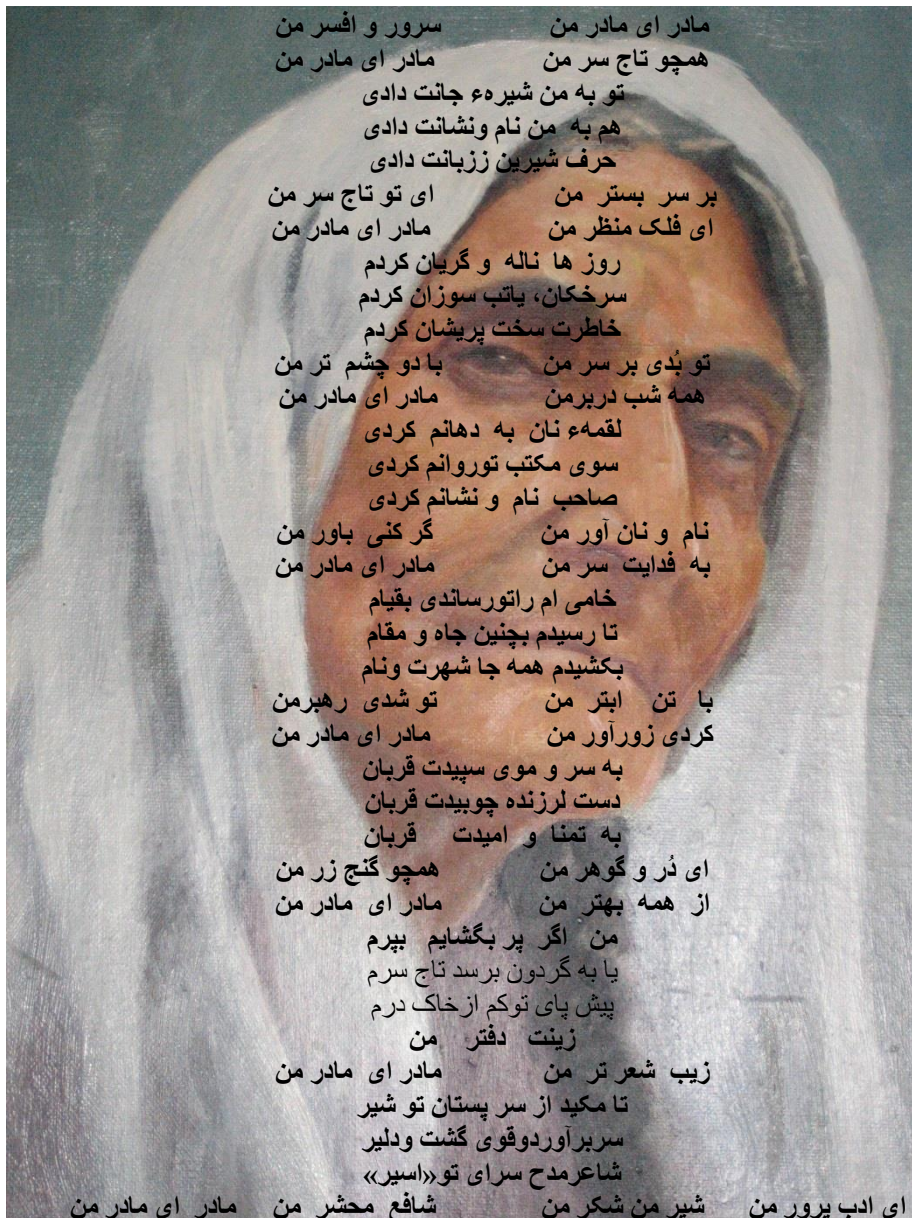 مادر ای مادر من سرور و افسر من
همچو تاج سر من مادر ای مادر من
تو به من شیرهء جانت دادی
هم به من نام ونشانت دادی
حرف شیرین ززبانت دادی
بر سر بستر من ای تو تاج سر من
ای فلک منظر من مادر ای مادر من
روز ها ناله و گریان کردم
سرخکان، یاتب سوزان کردم
خاطرت سخت پریشان کردم
تو بُدی بر سر من با دو چشم تر من
همه شب دربرمن مادر ای مادر من
لقمهء نان به دهانم کردی
سوی مکتب توروانم کردی
صاحب نام و نشانم کردی
نام و نان آور من گر کنی باور من
به فدایت سر من مادر ای مادر من
خامی ام راتورساندی بقیام
تا رسیدم بچنین جاه و مقام
بکشیدم همه جا شهرت ونام
با تن ابتر من تو شدی رهبرمن
کردی زورآور من مادر ای مادر من
به سر و موی سپیدت قربان
دست لرزنده چوبیدت قربان
به تمنا و امیدت قربان
ای دُر و گوهر من همچو گنج زر من
از همه بهتر من مادر ای مادر من
من اگر پر بگشایم بپرم
یا به گردون برسد تاج سرم
پیش پای توکم ازخاک درم
زینت دفتر من
زیب شعر تر من مادر ای مادر من
تا مکید از سر پستان تو شیر
سربرآوردوقوی گشت ودلیر
شاعرمدح سرای تو«اسیر»
ای ادب پرور من شیر من شکر من شافع محشر من مادر ای مادر من